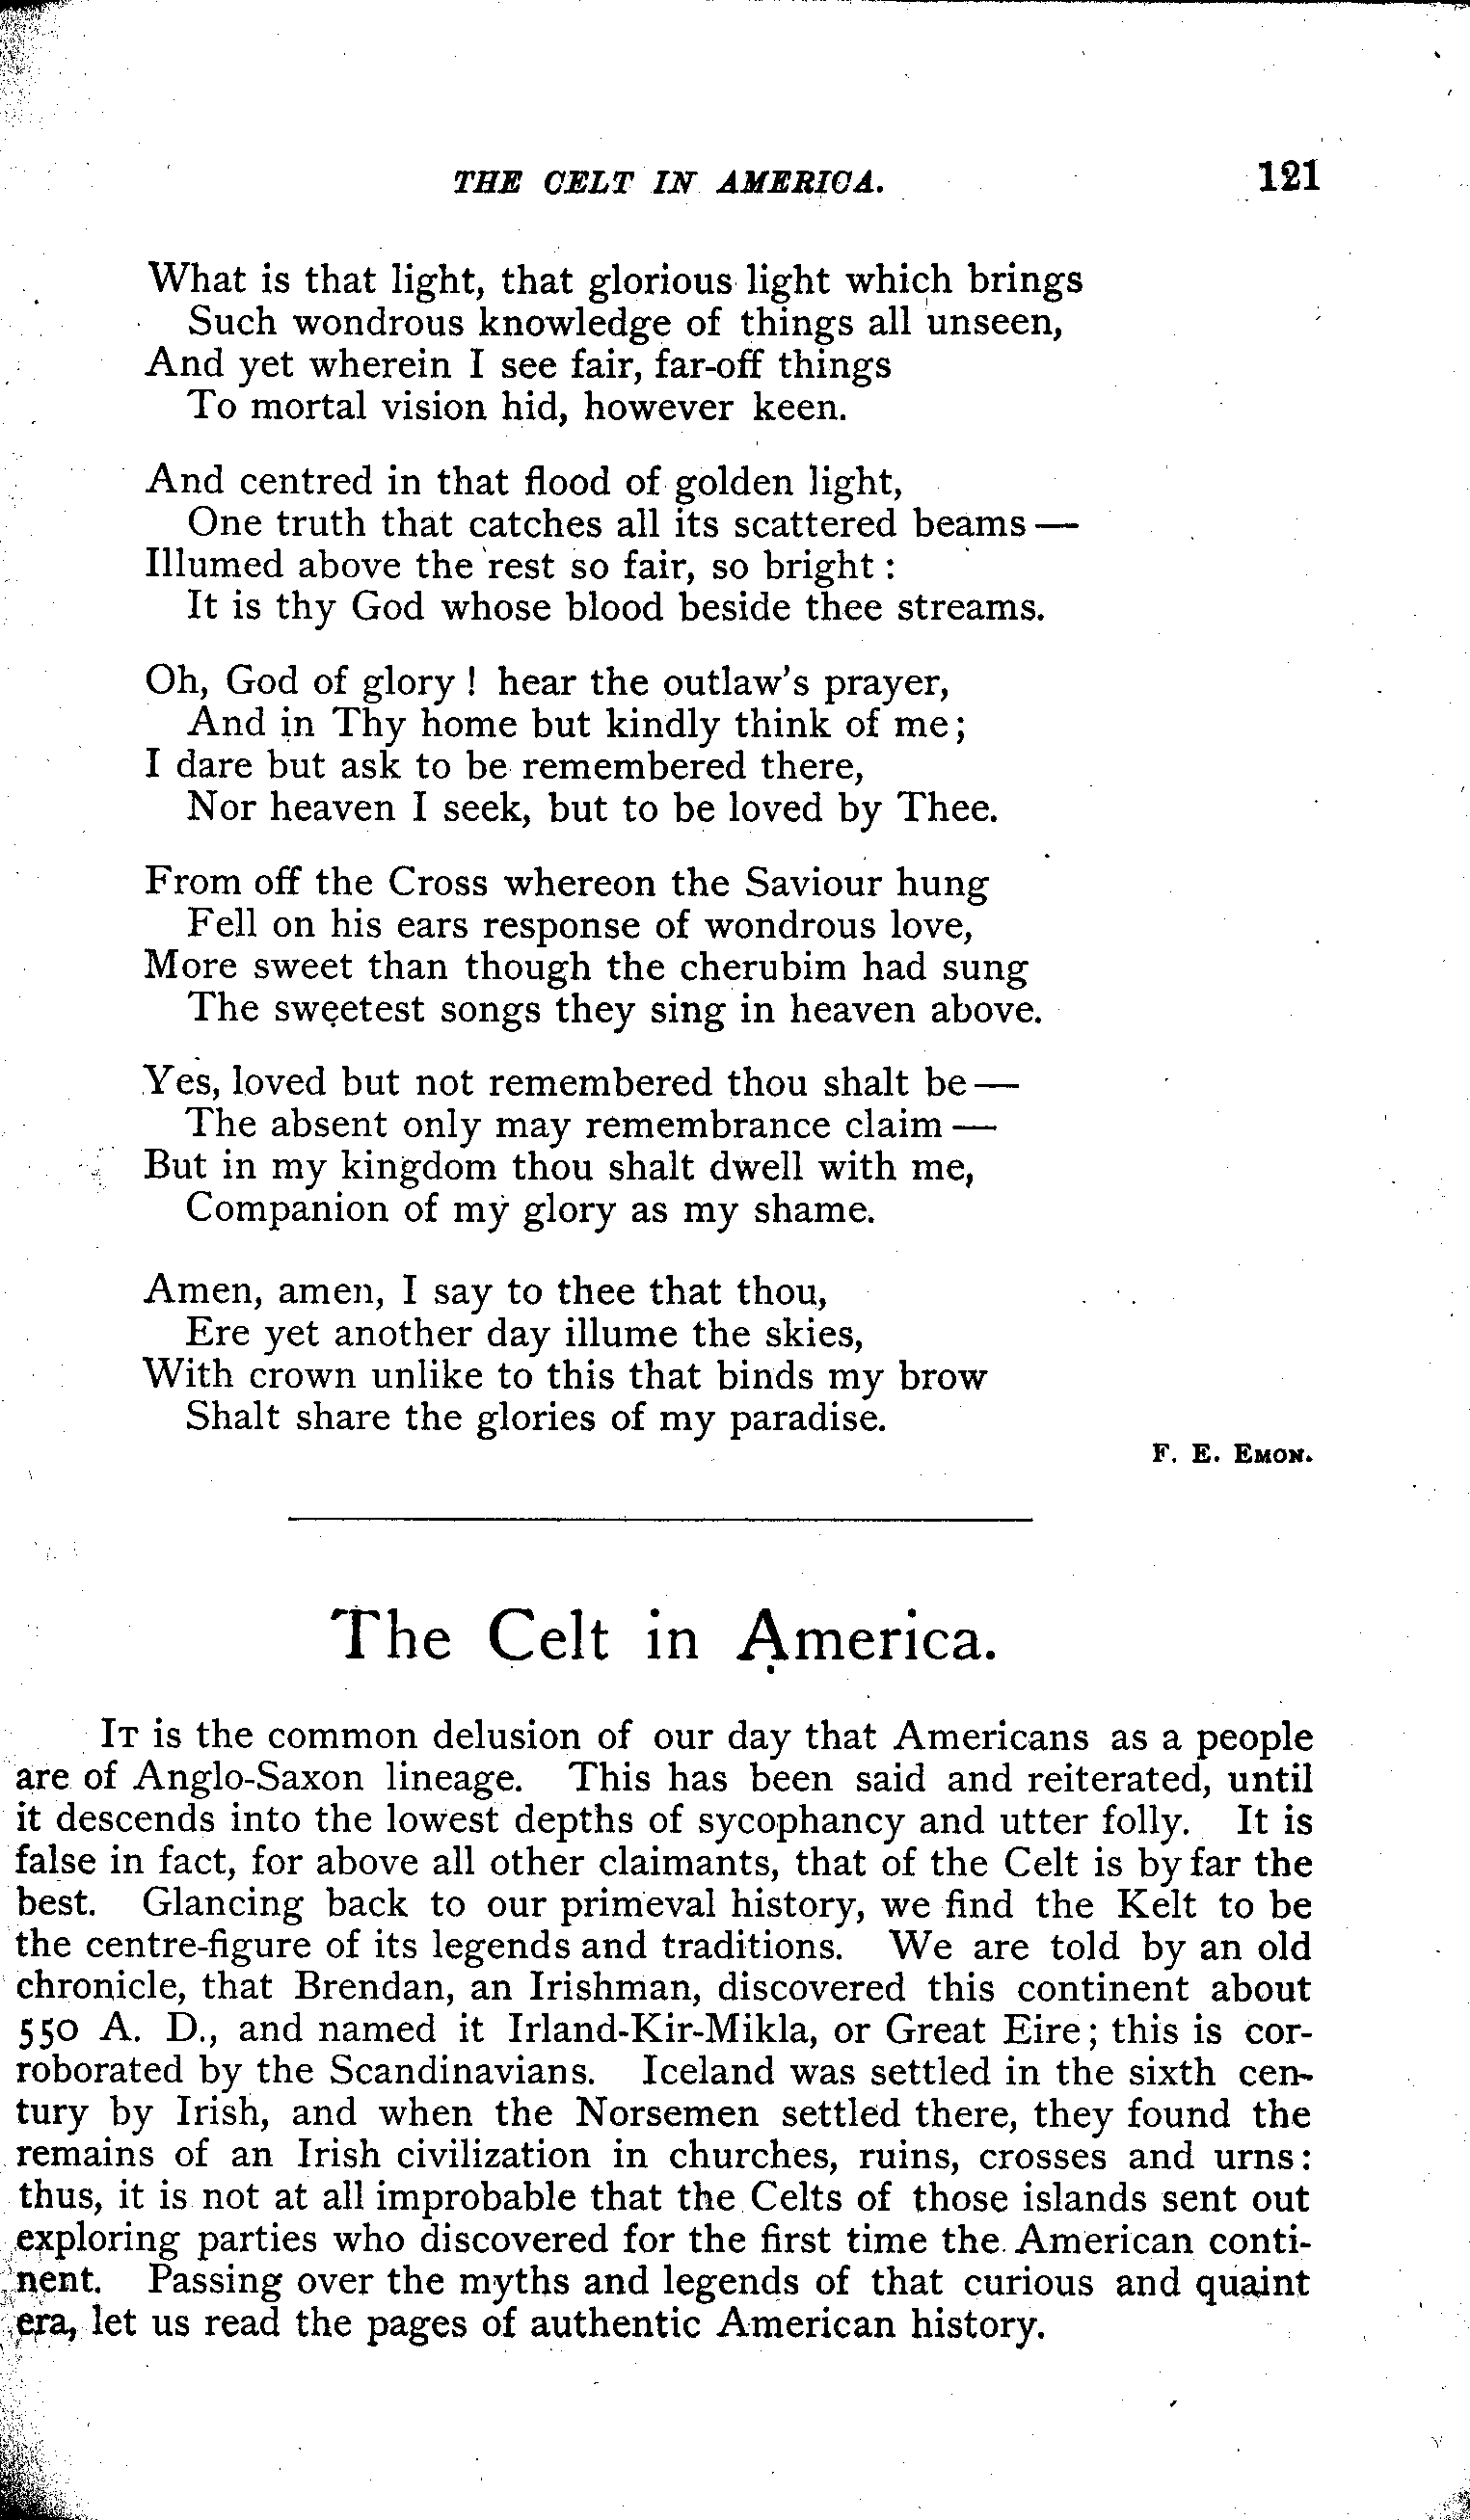 THE CELT IN AMERICA. 121
What is that light, that glorious light which brings
Such wondrous knowledge of things all unseen,
And yet wherein I see fair, far-off things
To mortal vision hid, however keen.
And centred in that flood of golden light,
One truth that catches all its scattered beams —
Illumed above the rest so fair, so bright :
It is thy God whose blood beside thee streams.
Oh, God of glory ! hear the outlaw's prayer,
And in Thy home but kindly think of me;
I dare but ask to be remembered there,
Nor heaven I seek, but to be loved by Thee.
From off the Cross whereon the Saviour hung
Fell on his ears response of wondrous love,
More sweet than though the cherubim had sung
The sweetest songs they sing in heaven above.
Yes, loved but not remembered thou shalt be —
The absent only may remembrance claim —
But in my kingdom thou shalt dwell with me,
Companion of my glory as my shame.
Amen, amen, I say to thee that thou,
Ere yet another day illume the skies,
With crown unlike to this that binds my brow
Shalt share the glories of my paradise.
F. E. EMON.
The Celt in America.
IT is the common delusion of our day that Americans as a people
are of Anglo-Saxon lineage. This has been said and reiterated, until
it descends into the lowest depths of sycophancy and utter folly. It is
false in fact, for above all other claimants, that of the Celt is by far the
best. Glancing back to our primeval history, we find the Kelt to be
the centre-figure of its legends and traditions. We are told by an old
chronicle, that Brendan, an Irishman, discovered this continent about
550 A. D., and named it Irland-Kir-Mikla, or Great Eire; this is cor-
roborated by the Scandinavians. Iceland was settled in the sixth cen-
tury by Irish, and when the Norsemen settled there, they found the
remains of an Irish civilization in churches, ruins, crosses and urns:
thus, it is not at all improbable that the Celts of those islands sent out
exploring parties who discovered for the first time the American conti-
nent. Passing over the myths and legends of that curious and quaint
era, let us read the pages of authentic American history.